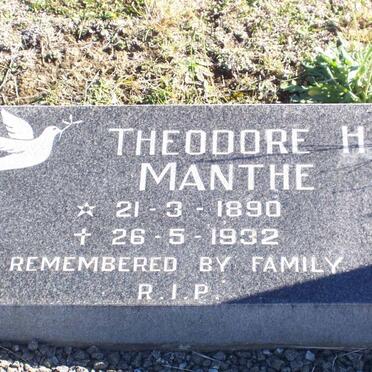 THEODORE H
MANTHE
☆ 21-3-1890
✝ 26-5-1932
REMEMBERED BY FAMILY
R.I.P.